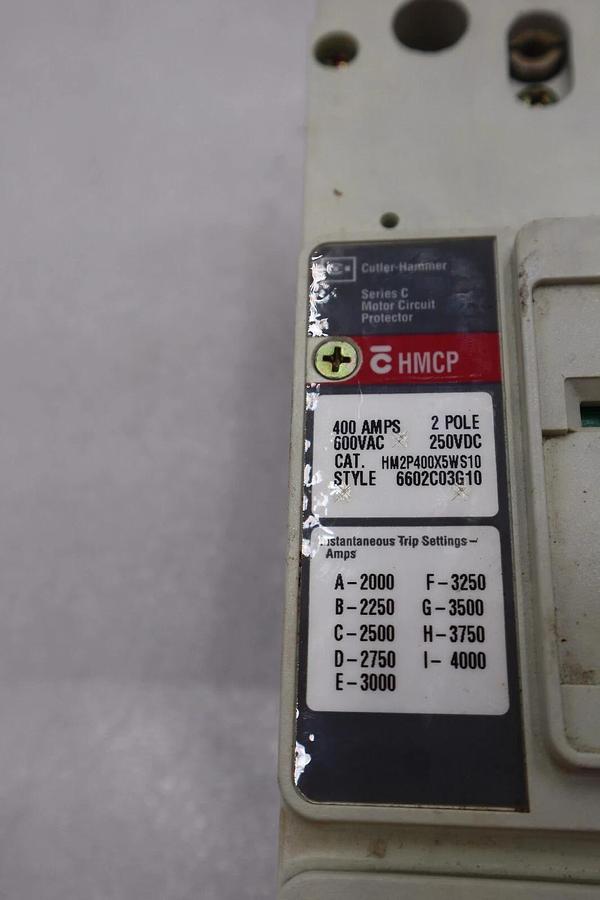 Cutler-Hammer
Series C
Motor Circuit
Protector
C HMCP
400 AMPS 2 POLE
600VAC 250VDC
CAT. HM2P400X5WS10
STYLE 6602C03G10
Instantaneous Trip Settings –
Amps
A – 2000 F – 3250
B – 2250 G – 3500
C – 2500 H – 3750
D – 2750 I – 4000
E – 3000